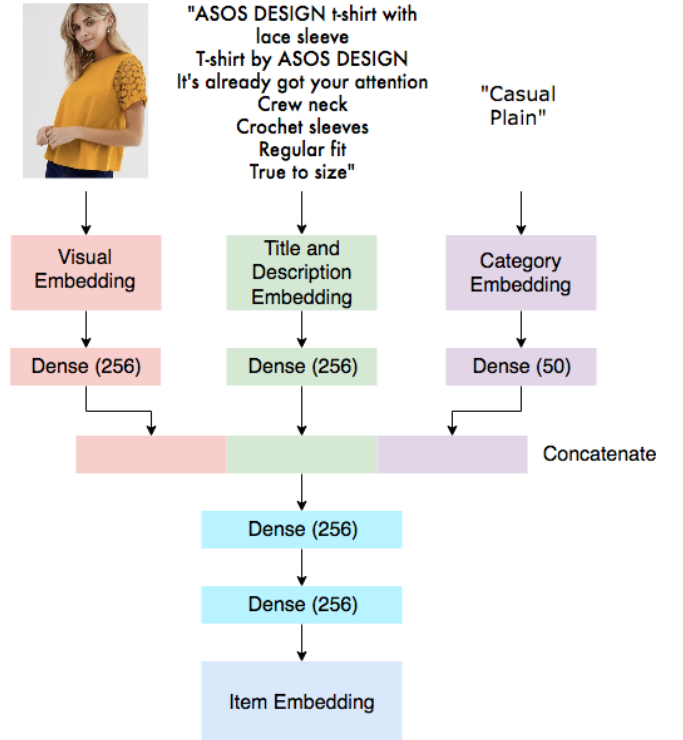 "ASOS DESIGN t-shirt with
lace sleeve
T-shirt by ASOS DESIGN
It's already got your attention
Crew neck
Crochet sleeves
Regular fit
True to size"
"Casual
Plain"
Visual
Embedding
Title and
Description
Embedding
Category
Embedding
Dense (256)
Dense (256)
Dense (50)
Concatenate
Dense (256)
Dense (256)
Item Embedding